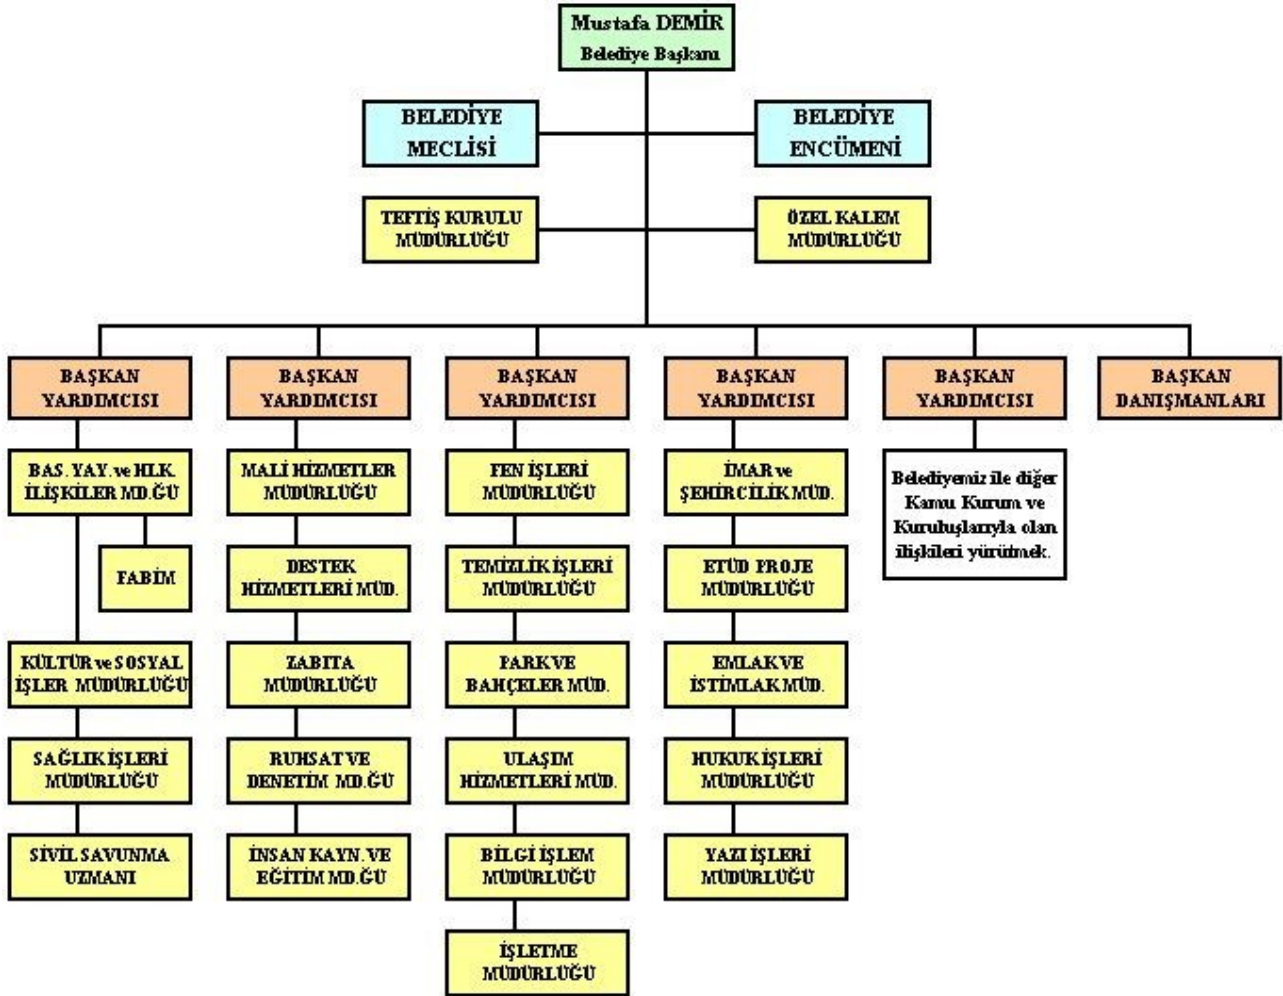 Mustafa DEMİR
Belediye Başkanı
BELEDİYE
MECLİSİ
BELEDİYE
ENCÜMENİ
TEFTİŞ KURULU
MÜDÜRLÜĞÜ
ÖZEL KALEM
MÜDÜRLÜĞÜ
BAŞKAN
YARDIMCISI
BAŞKAN
YARDIMCISI
BAŞKAN
YARDIMCISI
BAŞKAN
YARDIMCISI
BAŞKAN
YARDIMCISI
BAŞKAN
DANIŞMANLARI
BAS. YAY. ve HLK.
İLİŞKİLER MD.ĞÜ
FABİM
KÜLTÜR ve SOSYAL
İŞLER MÜDÜRLÜĞÜ
SAĞLIK İŞLERİ
MÜDÜRLÜĞÜ
SİVİL SAVUNMA
UZMANI
MALİ HİZMETLER
MÜDÜRLÜĞÜ
DESTEK
HİZMETLERİ MÜD.
ZABITA
MÜDÜRLÜĞÜ
RUHSAT VE
DENETİM MD.ĞÜ
İNSAN KAYN. VE
EĞİTİM MD.ĞÜ
FEN İŞLERİ
MÜDÜRLÜĞÜ
TEMİZLİK İŞLERİ
MÜDÜRLÜĞÜ
PARK VE
BAHÇELER MÜD.
ULAŞIM
HİZMETLERİ MÜD.
BİLGİ İŞLEM
MÜDÜRLÜĞÜ
İŞLETME
MÜDÜRLÜĞÜ
İMAR ve
ŞEHİRCİLİK MÜD.
ETÜD PROJE
MÜDÜRLÜĞÜ
EMLAK VE
İSTİMLAK MÜD.
HUKUK İŞLERİ
MÜDÜRLÜĞÜ
YAZI İŞLERİ
MÜDÜRLÜĞÜ
Belediyemiz ile diğer
Kamu Kurum ve
Kuruluşlarıyla olan
ilişkileri yürütmek.